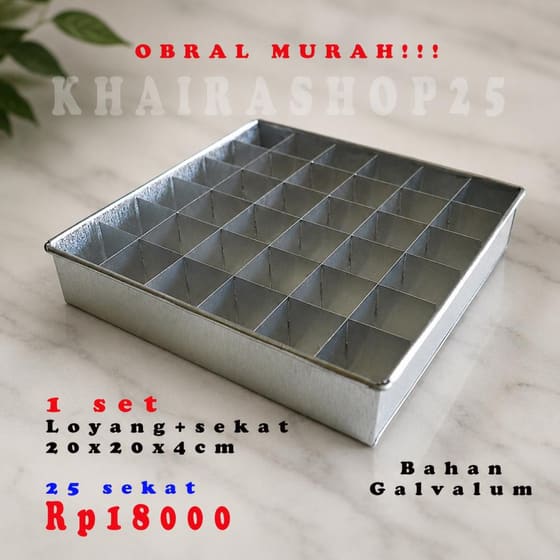 OBRAL MURAH!!!
KHAIRASHOP25
1 set
Loyang+sekat
20x20x4cm
25 sekat
Rp18000
Bahan
Galvalum